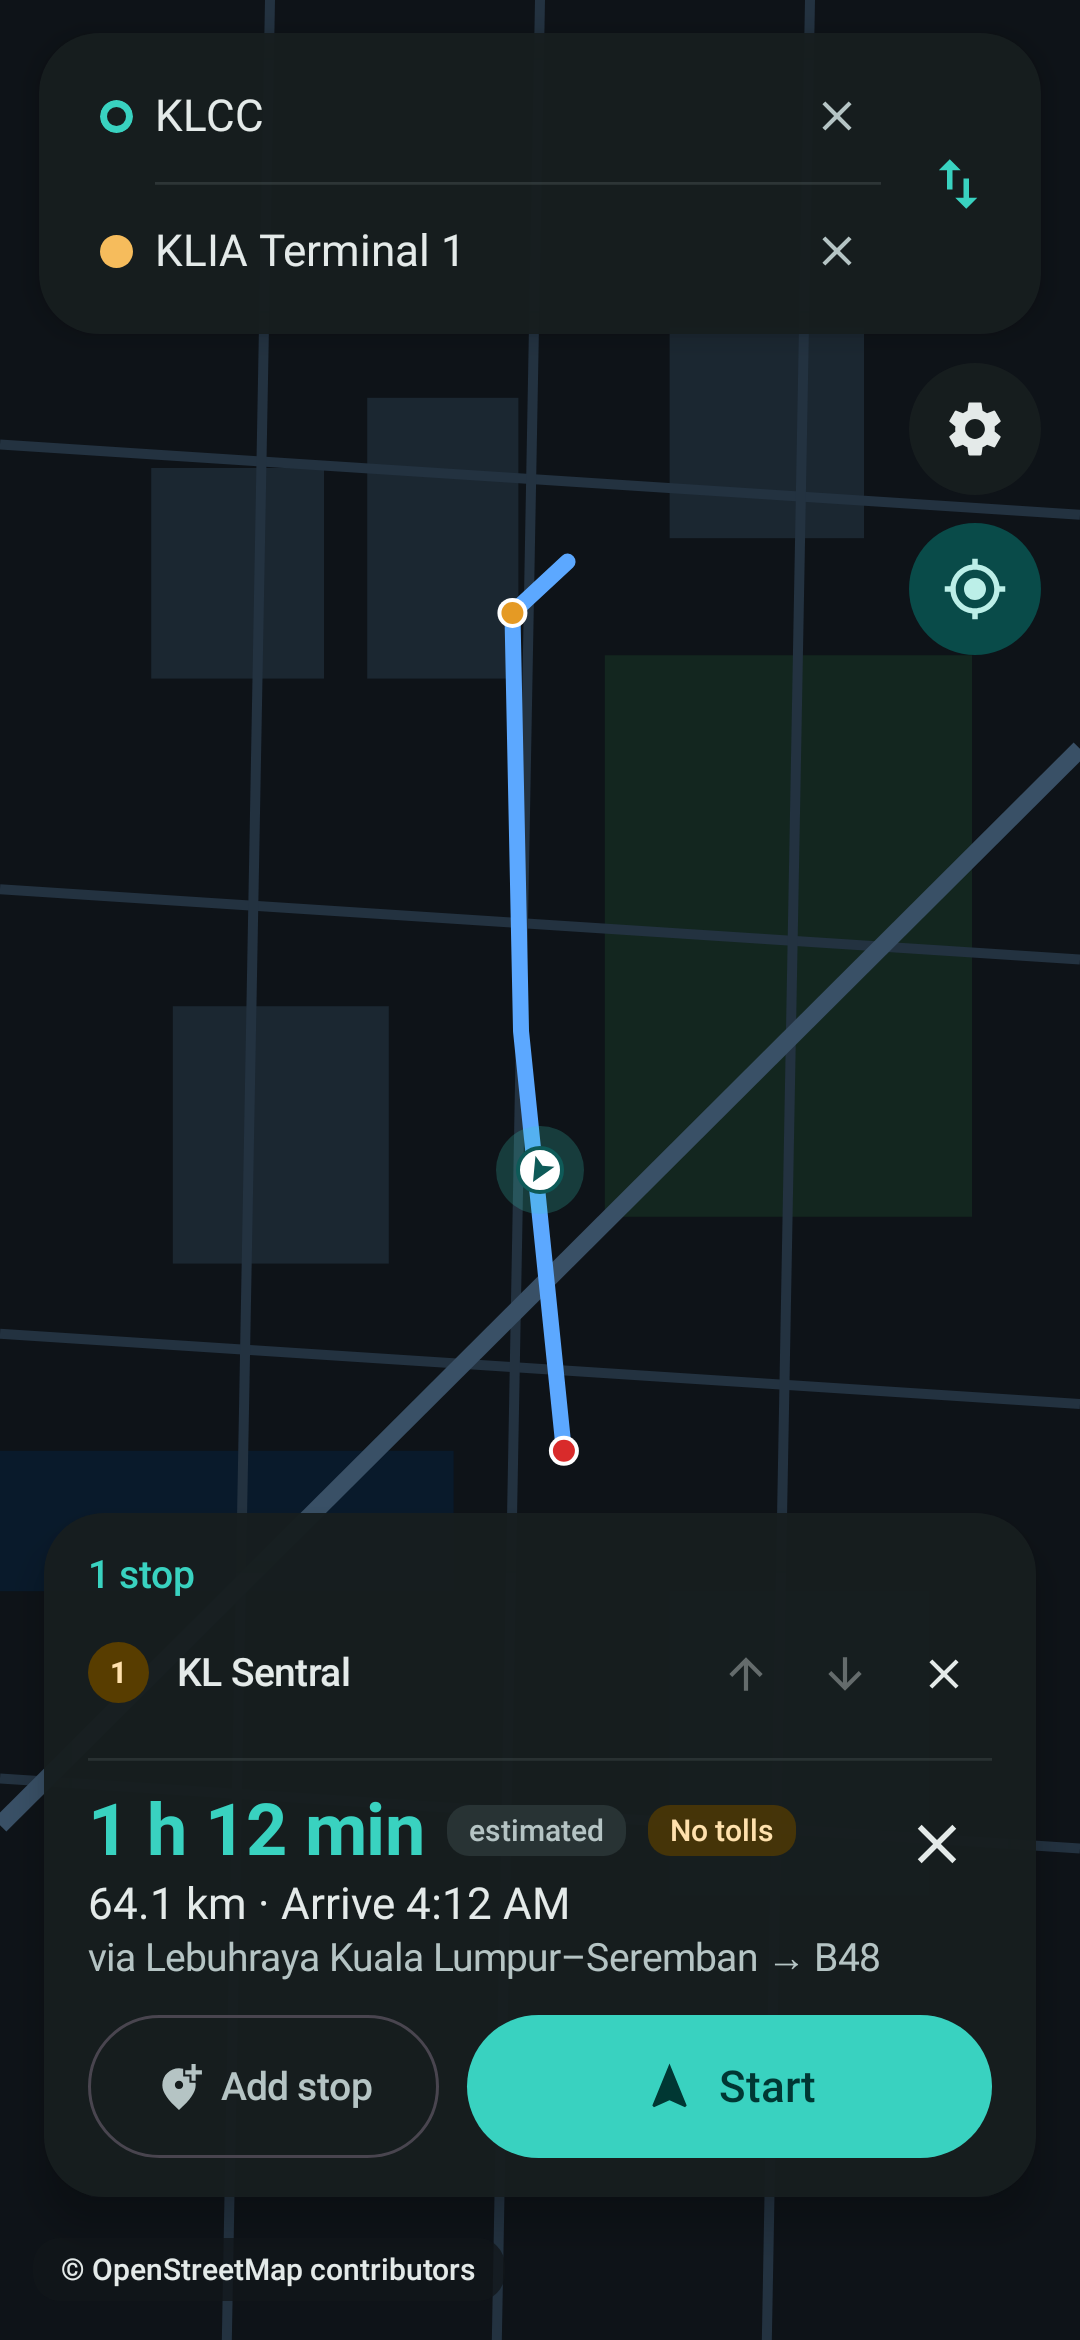 KLCC
KLIA Terminal 1
1 stop
1 KL Sentral
1 h 12 min estimated No tolls
64.1 km · Arrive 4:12 AM
via Lebuhraya Kuala Lumpur–Seremban → B48
Add stop Start
© OpenStreetMap contributors